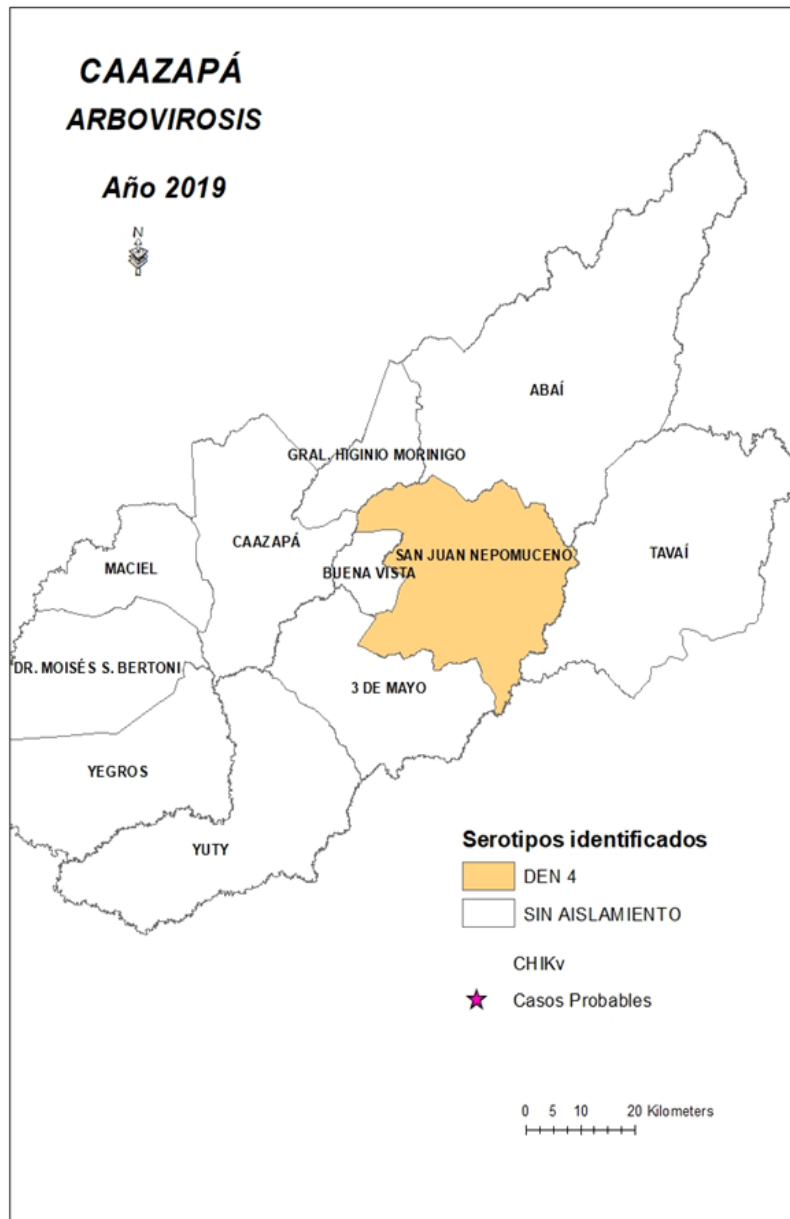 CAAZAPÁ
ARBOVIROSIS
Año 2019
N
ABAÍ
GRAL. HIGINIO MORINIGO
CAAZAPÁ
SAN JUAN NEPOMUCENO
TAVAÍ
MACIEL
BUENA VISTA
DR. MOISÉS S. BERTONI
3 DE MAYO
YEGROS
YUTY
Serotipos identificados
DEN 4
SIN AISLAMIENTO
CHIKv
Casos Probables
0 5 10 20 Kilometers